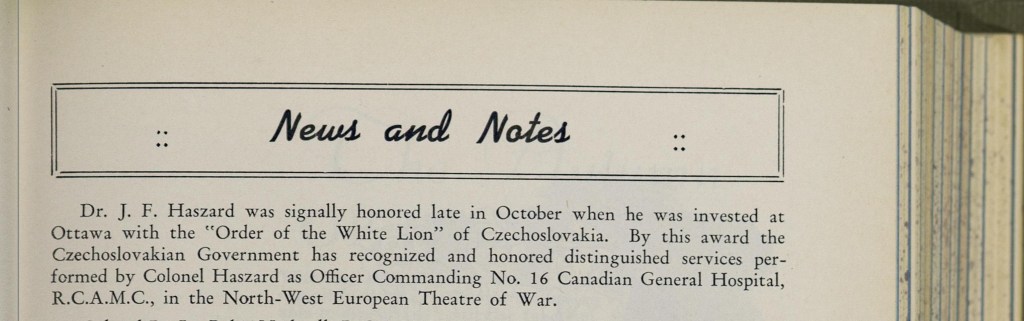 :: News and Notes ::
Dr. J. F. Haszard was signally honored late in October when he was invested at
Ottawa with the "Order of the White Lion" of Czechoslovakia. By this award the
Czechoslovakian Government has recognized and honored distinguished services per-
formed by Colonel Haszard as Officer Commanding No. 16 Canadian General Hospital,
R.C.A.M.C., in the North-West European Theatre of War.